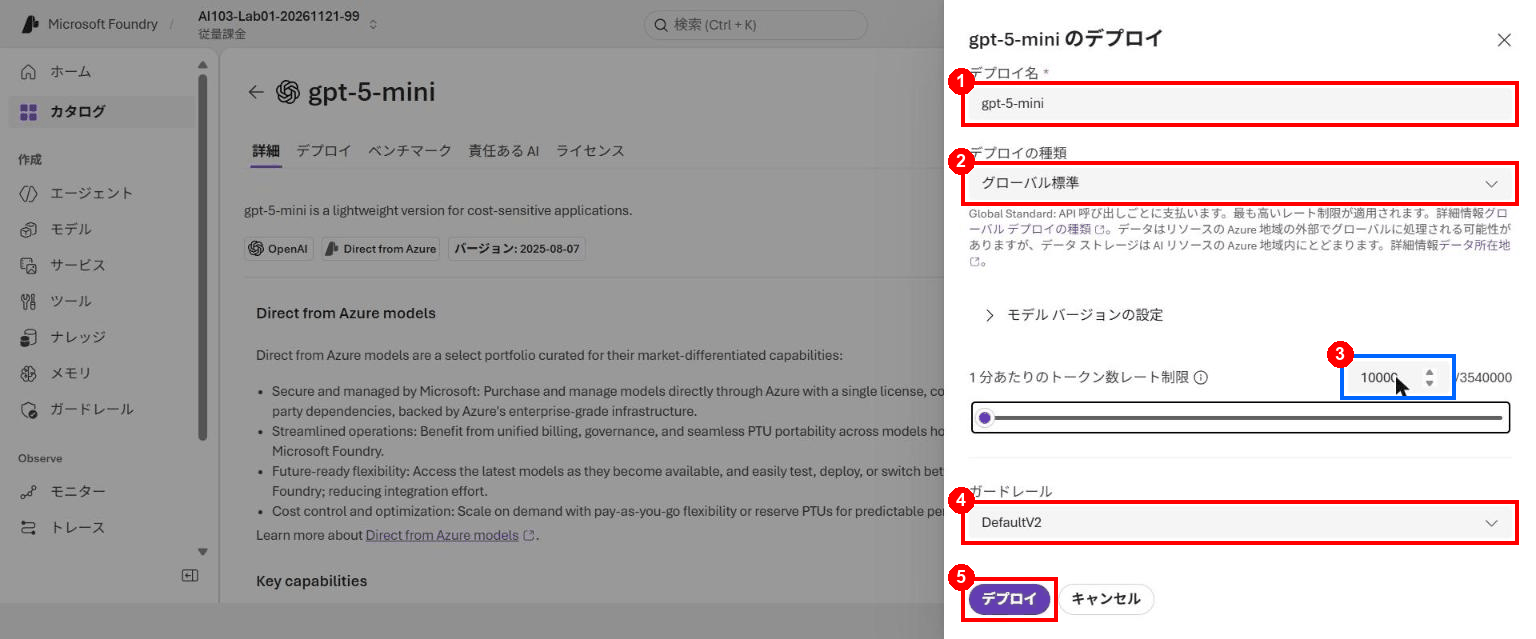 Microsoft Foundry / AI103-Lab01-20261121-99
従量課金
検索 (Ctrl + K)
ホーム
カタログ
作成
エージェント
モデル
サービス
ツール
ナレッジ
メモリ
ガードレール
Observe
モニター
トレース
gpt-5-mini
詳細 デプロイ ベンチマーク 責任ある AI ライセンス
gpt-5-mini is a lightweight version for cost-sensitive applications.
OpenAI Direct from Azure バージョン: 2025-08-07
Direct from Azure models
Direct from Azure models are a select portfolio curated for their market-differentiated capabilities:
• Secure and managed by Microsoft: Purchase and manage models directly through Azure with a single license, co
party dependencies, backed by Azure's enterprise-grade infrastructure.
• Streamlined operations: Benefit from unified billing, governance, and seamless PTU portability across models ho
Microsoft Foundry.
• Future-ready flexibility: Access the latest models as they become available, and easily test, deploy, or switch bet
Foundry; reducing integration effort.
• Cost control and optimization: Scale on demand with pay-as-you-go flexibility or reserve PTUs for predictable pe
Learn more about Direct from Azure models.
Key capabilities
gpt-5-mini のデプロイ
デプロイ名 *
1
gpt-5-mini
デプロイの種類
2
グローバル標準
Global Standard: API 呼び出しごとに支払います。最も高いレート制限が適用されます。詳細情報グロ
ーバル デプロイの種類。データはリソースの Azure 地域の外部でグローバルに処理される可能性が
ありますが、データ ストレージは AI リソースの Azure 地域内にとどまります。詳細情報データ所在地
。
モデル バージョンの設定
3
1 分あたりのトークン数レート制限 10000 /3540000
ガードレール
4
DefaultV2
5
デプロイ キャンセル